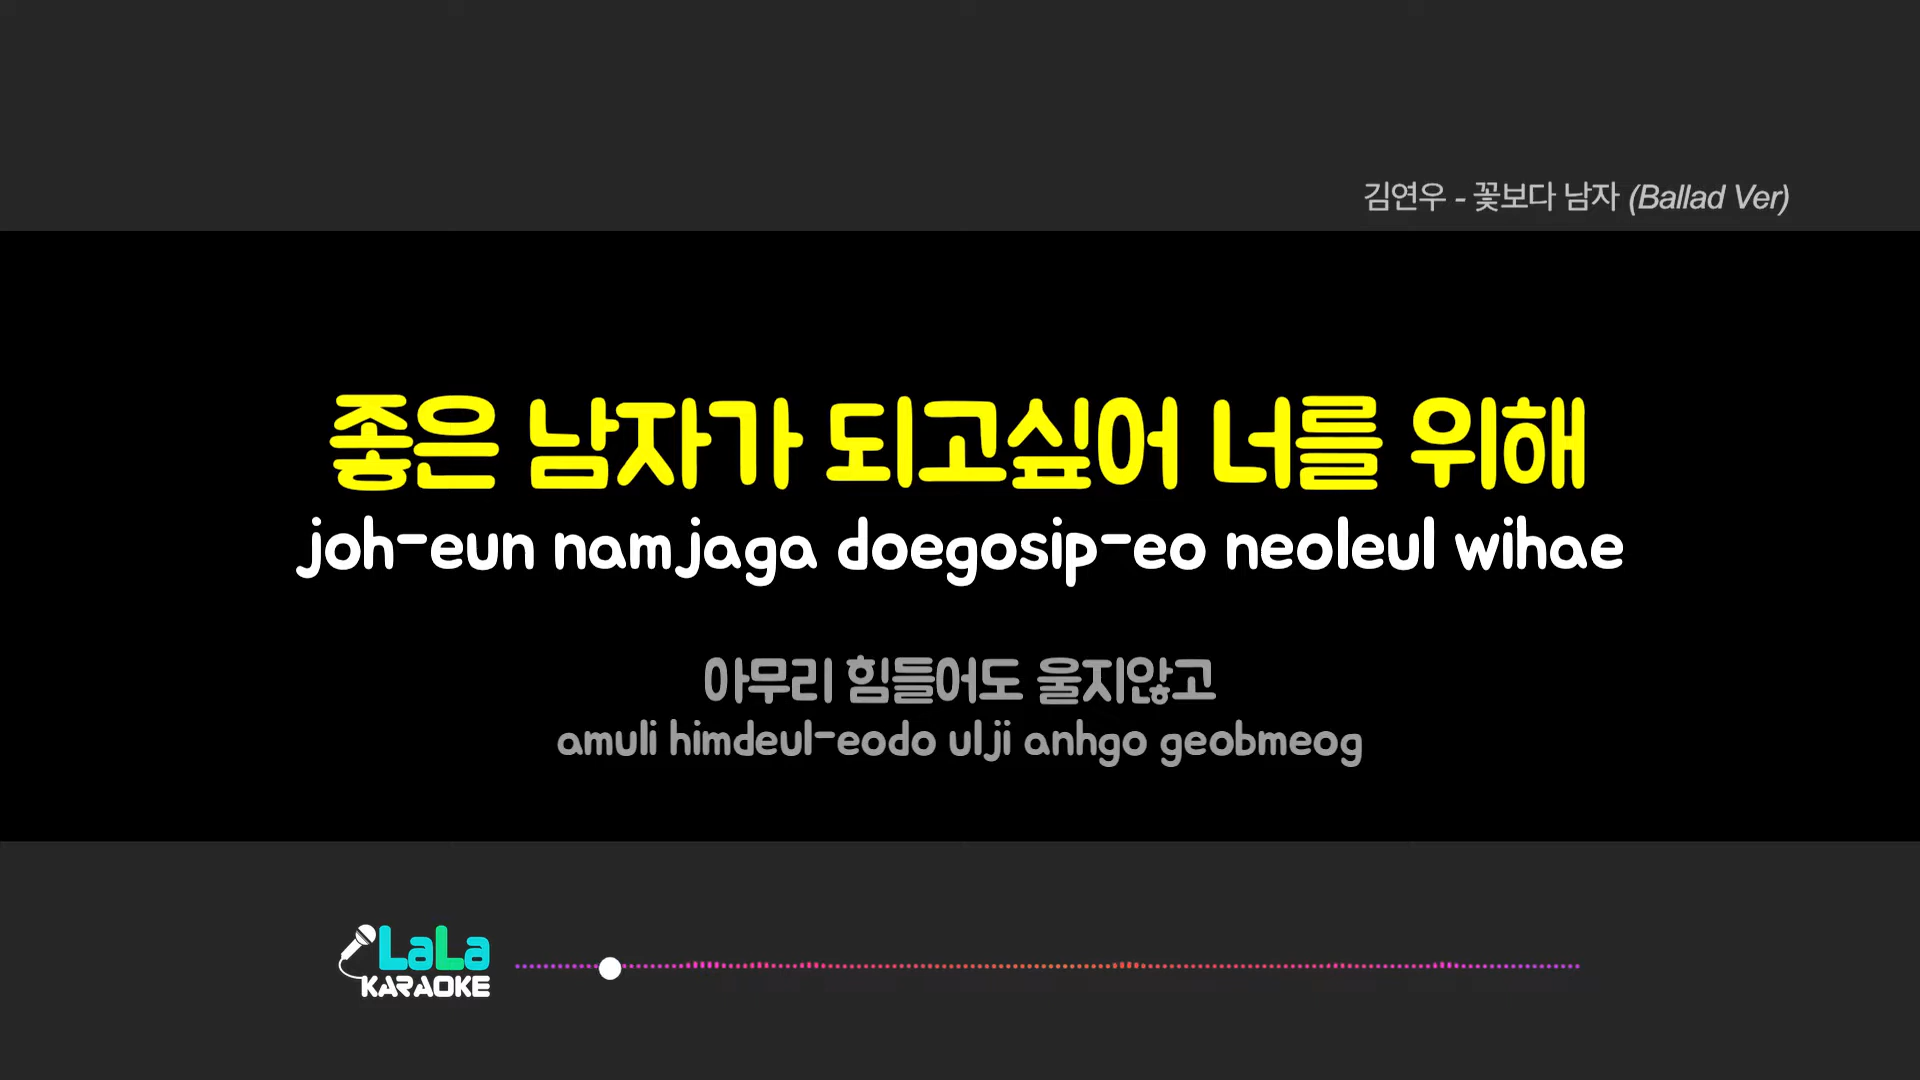 김연우 - 꽃보다 남자 (Ballad Ver)
좋은 남자가 되고싶어 너를 위해
joh-eun namjaga doegosip-eo neoleul wihae
아무리 힘들어도 울지않고
amuli himdeul-eodo ulji anhgo geobmeog
LaLa
KARAOKE